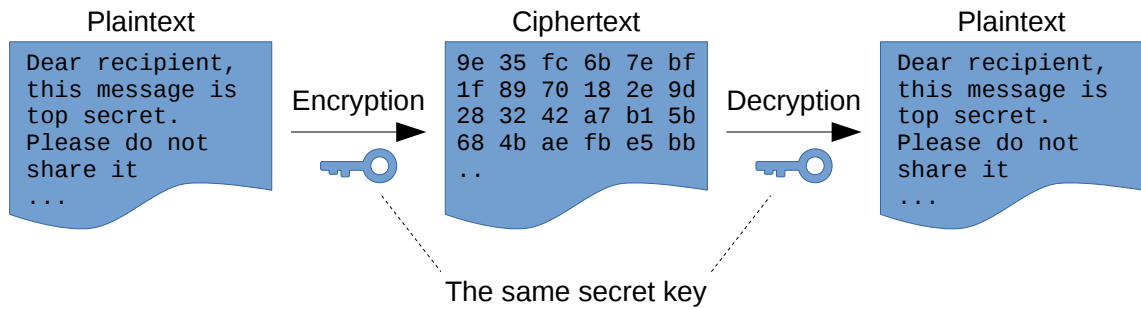 Plaintext
Dear recipient,
this message is
top secret.
Please do not
share it
...
Encryption
Ciphertext
9e 35 fc 6b 7e bf
1f 89 70 18 2e 9d
28 32 42 a7 b1 5b
68 4b ae fb e5 bb
..
Decryption
Plaintext
Dear recipient,
this message is
top secret.
Please do not
share it
...
The same secret key